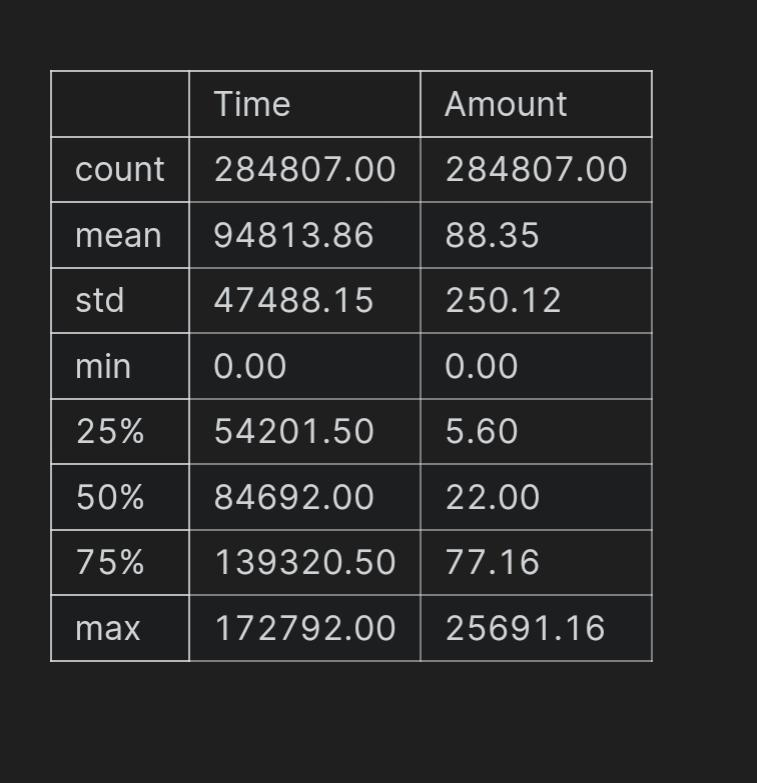 Time Amount
count 284807.00 284807.00
mean 94813.86 88.35
std 47488.15 250.12
min 0.00 0.00
25% 54201.50 5.60
50% 84692.00 22.00
75% 139320.50 77.16
max 172792.00 25691.16